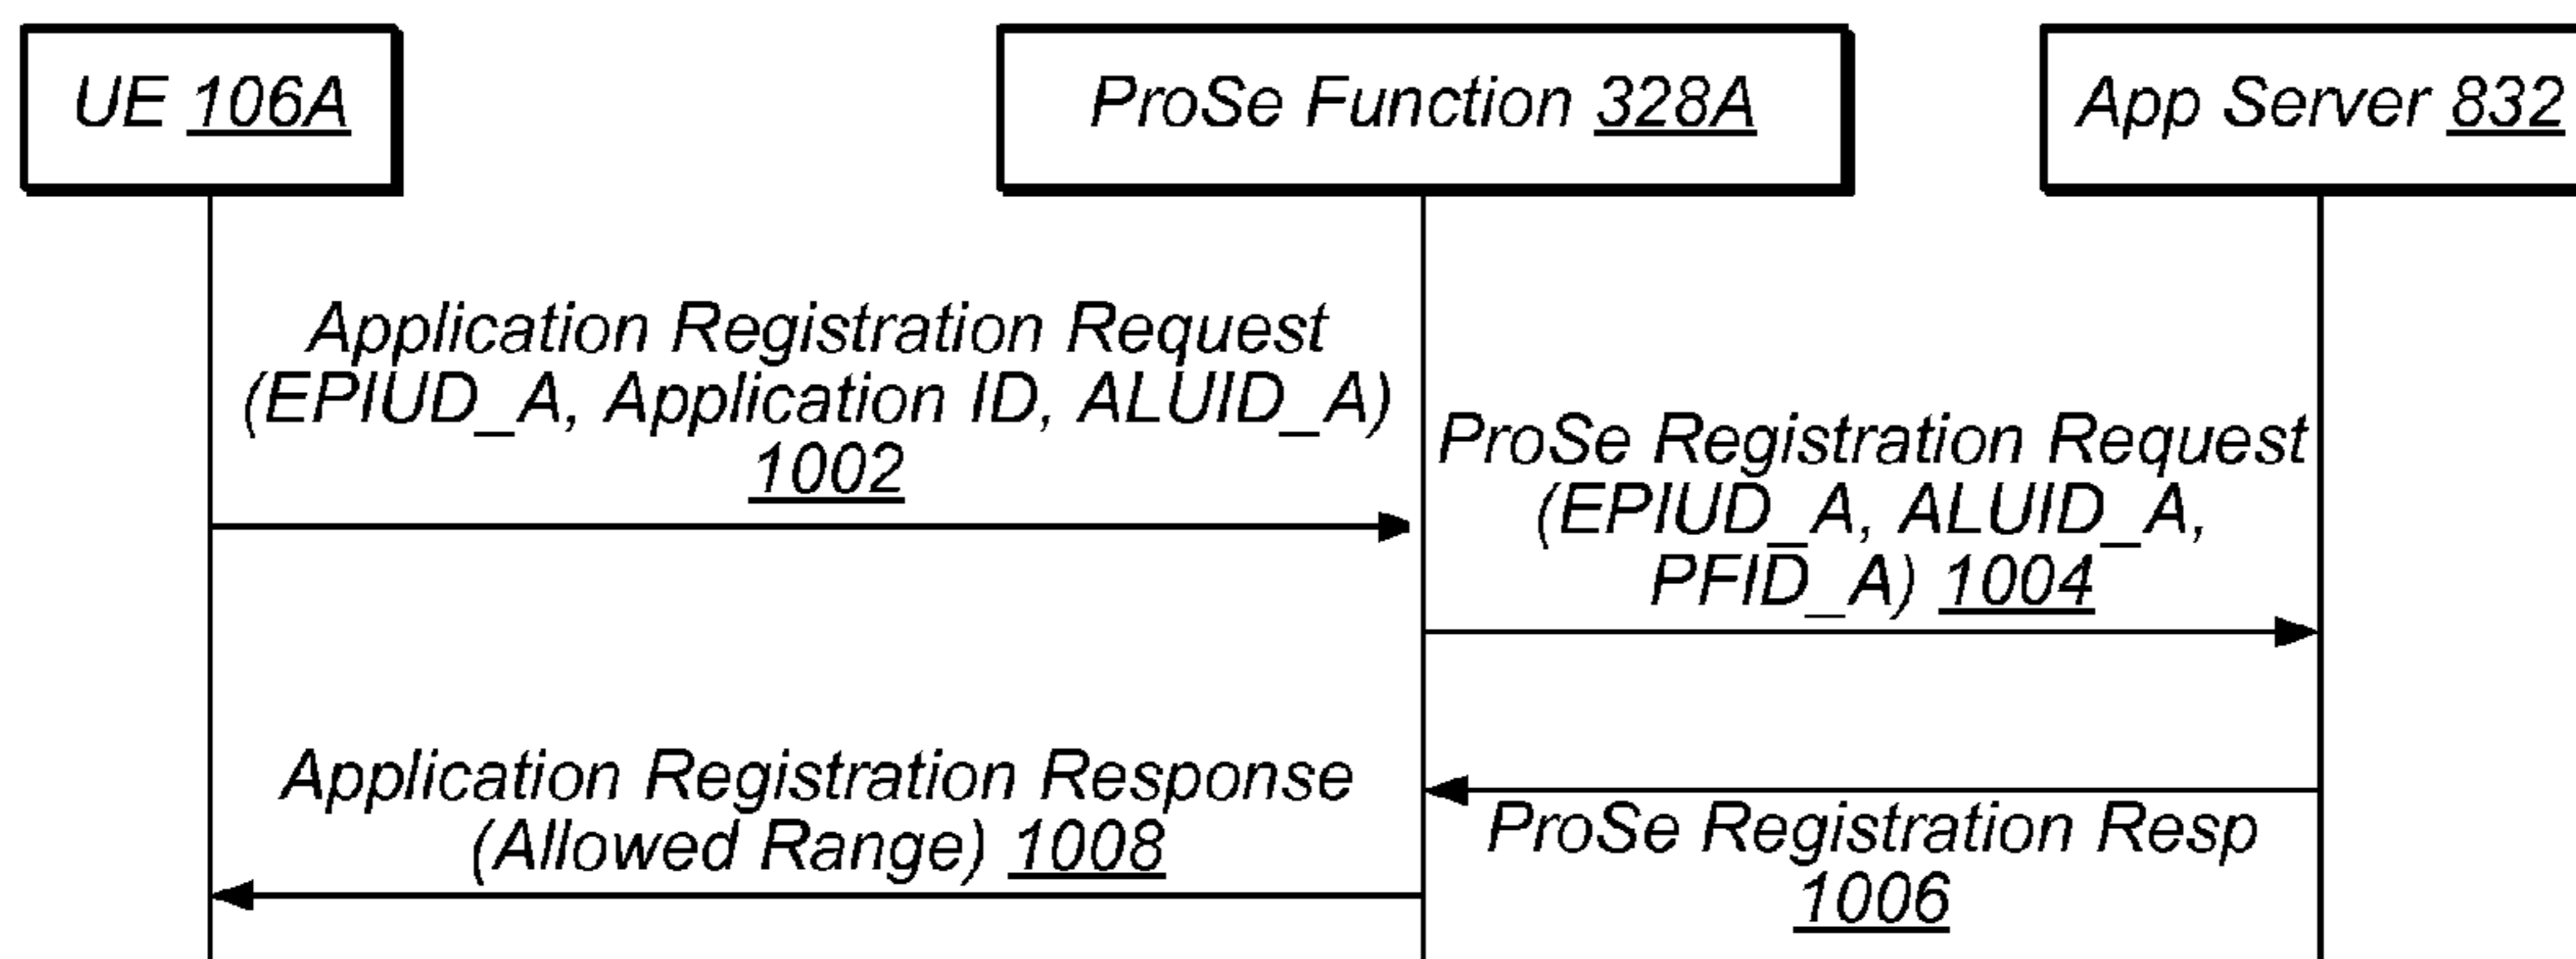 UE 106A
ProSe Function 328A
App Server 832
Application Registration Request
(EPIUD_A, Application ID, ALUID_A)
1002
ProSe Registration Request
(EPIUD_A, ALUID_A,
PFID_A) 1004
ProSe Registration Resp
1006
Application Registration Response
(Allowed Range) 1008